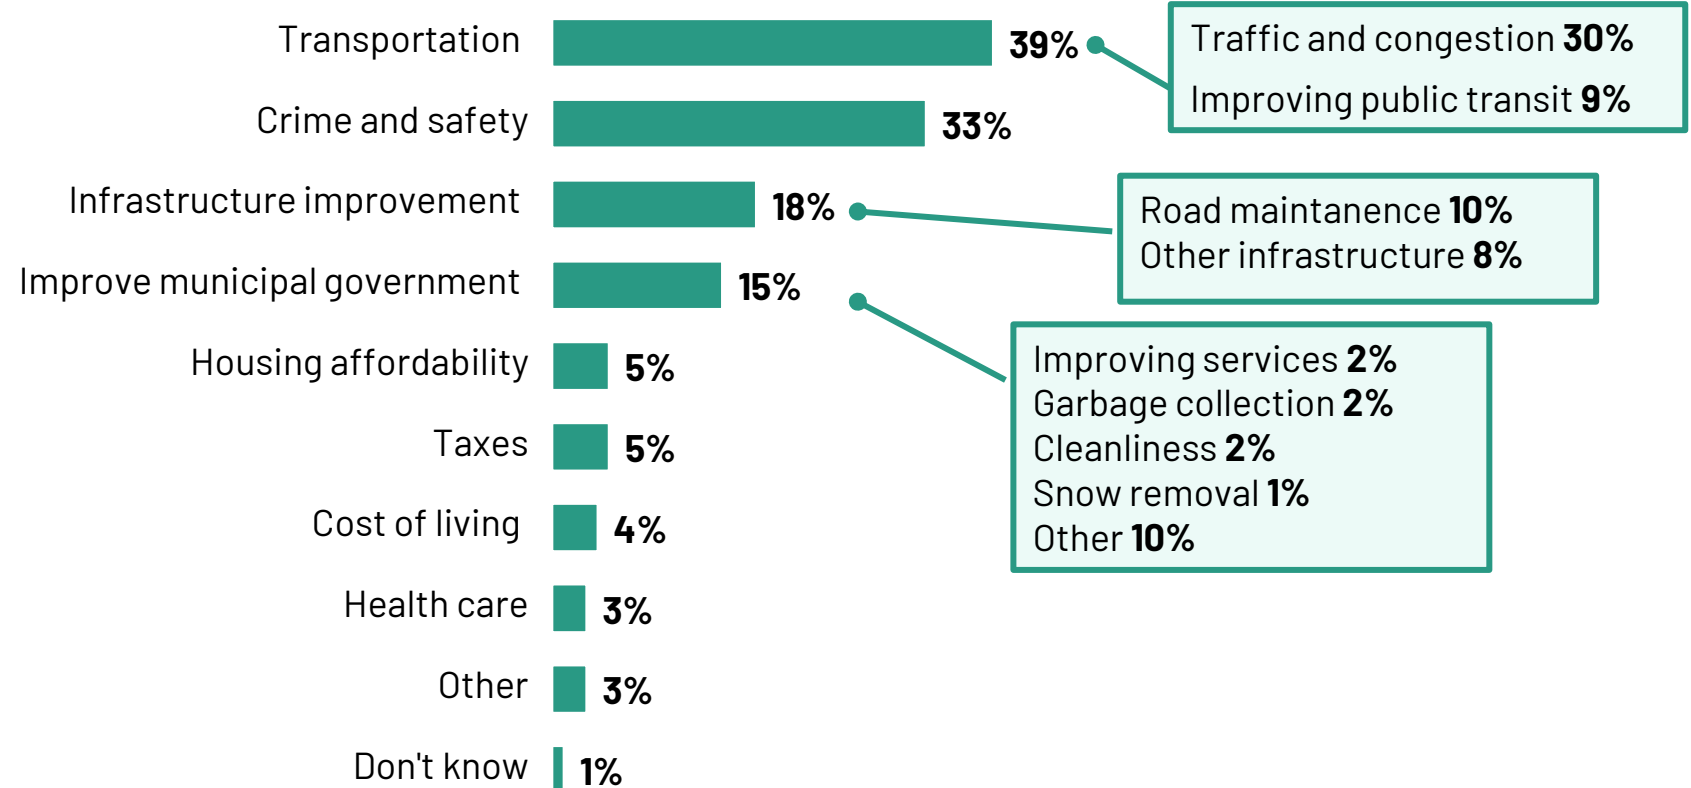 Transportation 39%
Traffic and congestion 30%
Improving public transit 9%
Crime and safety 33%
Infrastructure improvement 18%
Road maintanence 10%
Other infrastructure 8%
Improve municipal government 15%
Improving services 2%
Garbage collection 2%
Cleanliness 2%
Snow removal 1%
Other 10%
Housing affordability 5%
Taxes 5%
Cost of living 4%
Health care 3%
Other 3%
Don't know 1%